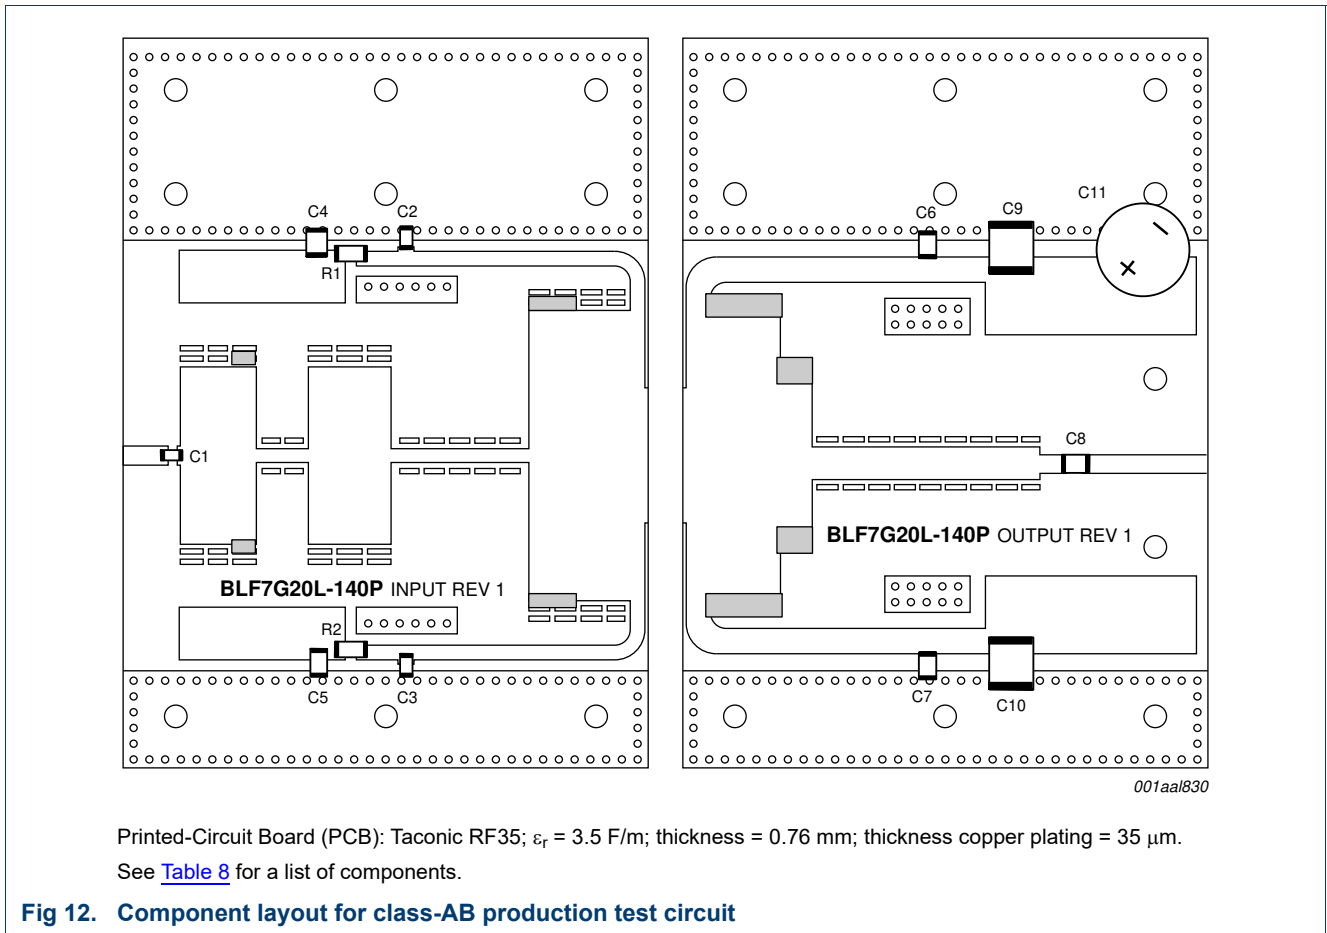 C11
C4
C2
C6
C9
R1
C1
C8
BLF7G20L-140P OUTPUT REV 1
BLF7G20L-140P INPUT REV 1
R2
C5
C3
C7
C10
001aal830
Printed-Circuit Board (PCB): Taconic RF35; εr = 3.5 F/m; thickness = 0.76 mm; thickness copper plating = 35 μm.
See Table 8 for a list of components.
Fig 12. Component layout for class-AB production test circuit